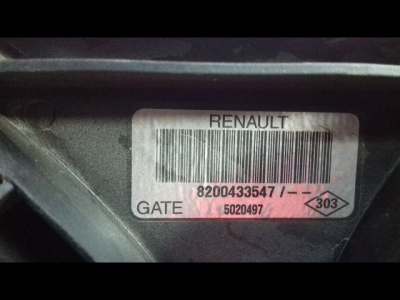 RENAULT
8200433547 / - -
GATE 5020497 303